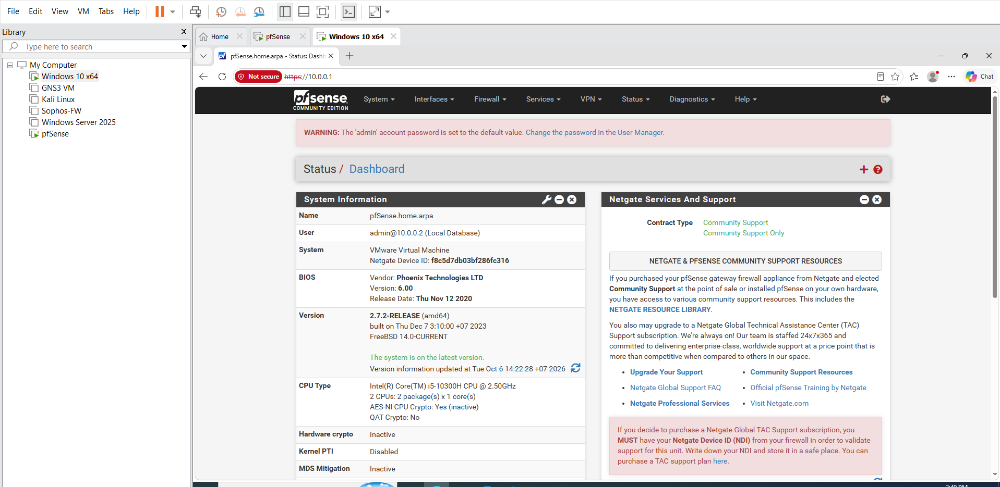 File Edit View VM Tabs Help
Library
Type here to search
My Computer
Windows 10 x64
GNS3 VM
Kali Linux
Sophos-FW
Windows Server 2025
pfSense
Home
pfSense
Windows 10 x64
pfSense.home.arpa - Status: Dashb
Not secure https://10.0.0.1
Chat
pfsense
COMMUNITY EDITION
System Interfaces Firewall Services VPN Status Diagnostics Help
WARNING: The 'admin' account password is set to the default value. Change the password in the User Manager.
Status / Dashboard
System Information
Name pfSense.home.arpa
User admin@10.0.0.2 (Local Database)
System VMware Virtual Machine
Netgate Device ID: f8c5d7db03bf286fc316
BIOS Vendor: Phoenix Technologies LTD
Version: 6.00
Release Date: Thu Nov 12 2020
Version 2.7.2-RELEASE (amd64)
built on Thu Dec 7 3:10:00 +07 2023
FreeBSD 14.0-CURRENT
The system is on the latest version.
Version information updated at Tue Oct 6 14:22:28 +07 2026
CPU Type Intel(R) Core(TM) i5-10300H CPU @ 2.50GHz
2 CPUs: 2 package(s) x 1 core(s)
AES-NI CPU Crypto: Yes (inactive)
QAT Crypto: No
Hardware crypto Inactive
Kernel PTI Disabled
MDS Mitigation Inactive
Netgate Services And Support
Contract Type Community Support
Community Support Only
NETGATE & PFSENSE COMMUNITY SUPPORT RESOURCES
If you purchased your pfSense gateway firewall appliance from Netgate and elected
Community Support at the point of sale or installed pfSense on your own hardware,
you have access to various community support resources. This includes the
NETGATE RESOURCE LIBRARY.
You also may upgrade to a Netgate Global Technical Assistance Center (TAC)
Support subscription. We're always on! Our team is staffed 24x7x365 and
committed to delivering enterprise-class, worldwide support at a price point that is
more than competitive when compared to others in our space.
• Upgrade Your Support • Community Support Resources
• Netgate Global Support FAQ • Official pfSense Training by Netgate
• Netgate Professional Services • Visit Netgate.com
If you decide to purchase a Netgate Global TAC Support subscription, you
MUST have your Netgate Device ID (NDI) from your firewall in order to validate
support for this unit. Write down your NDI and store it in a safe place. You can
purchase a TAC support plan here.